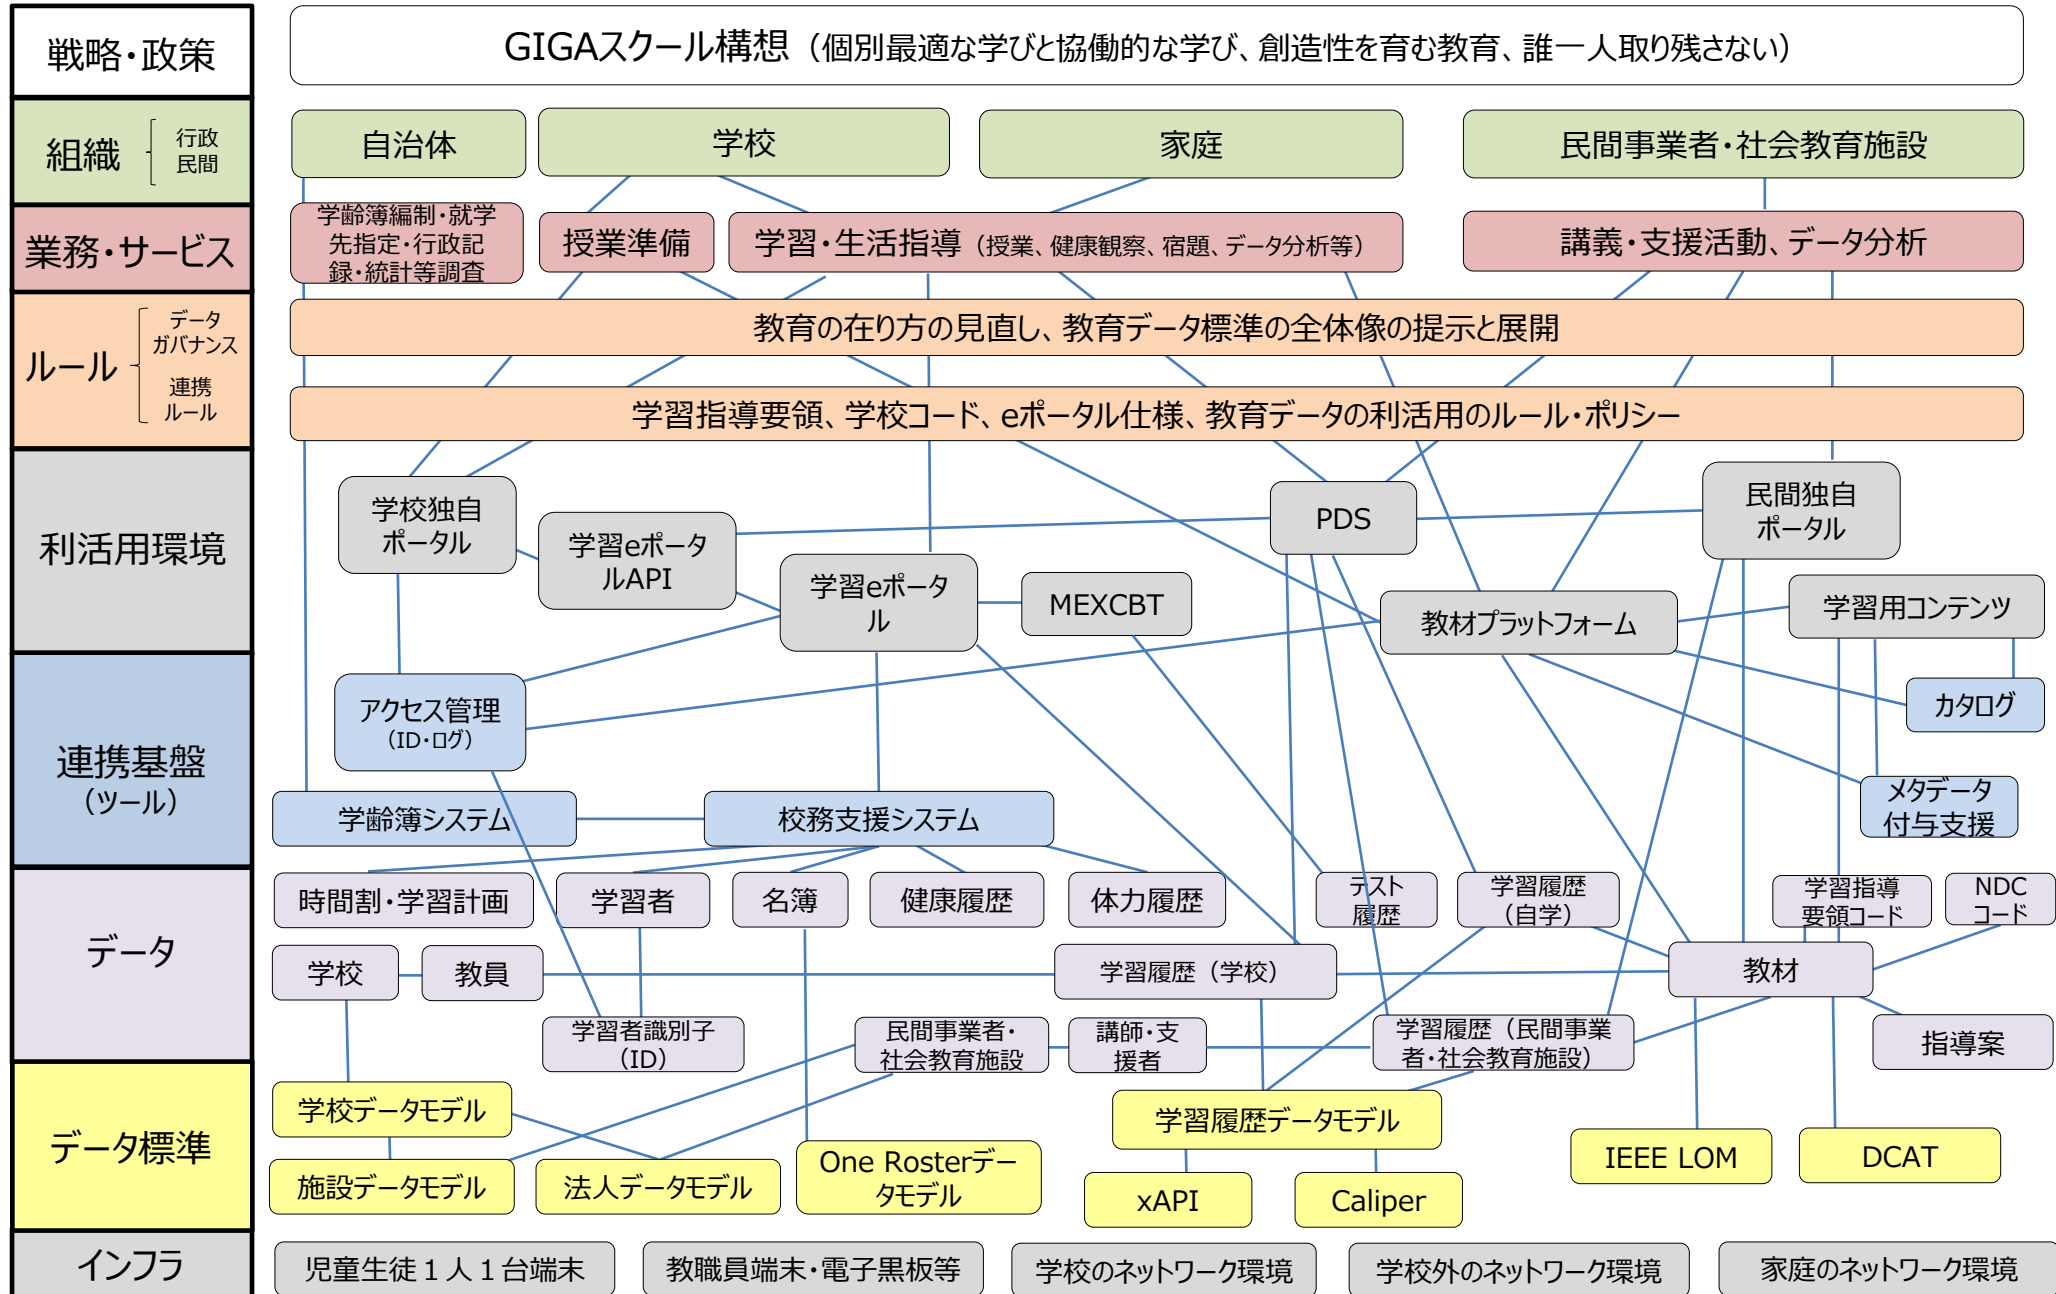 戦略・政策
GIGAスクール構想（個別最適な学びと協働的な学び、創造性を育む教育、誰一人取り残さない）
組織
行政
民間
自治体
学校
家庭
民間事業者・社会教育施設
業務・サービス
学齢簿編制・就学
先指定・行政記
録・統計等調査
授業準備
学習・生活指導（授業、健康観察、宿題、データ分析等）
講義・支援活動、データ分析
ルール
データ
ガバナンス
連携
ルール
教育の在り方の見直し、教育データ標準の全体像の提示と展開
学習指導要領、学校コード、eポータル仕様、教育データの利活用のルール・ポリシー
利活用環境
学校独自
ポータル
学習eポータ
ルAPI
学習eポータ
ル
MEXCBT
PDS
教材プラットフォーム
民間独自
ポータル
学習用コンテンツ
連携基盤
（ツール）
アクセス管理
（ID・ログ）
カタログ
学齢簿システム
校務支援システム
メタデータ
付与支援
データ
時間割・学習計画
学習者
名簿
健康履歴
体力履歴
テスト
履歴
学習履歴
（自学）
学習指導
要領コード
NDC
コード
学校
教員
学習履歴（学校）
教材
学習者識別子
（ID）
民間事業者・
社会教育施設
講師・支
援者
学習履歴（民間事業
者・社会教育施設）
指導案
データ標準
学校データモデル
学習履歴データモデル
施設データモデル
法人データモデル
One Rosterデー
タモデル
xAPI
Caliper
IEEE LOM
DCAT
インフラ
児童生徒１人１台端末
教職員端末・電子黒板等
学校のネットワーク環境
学校外のネットワーク環境
家庭のネットワーク環境